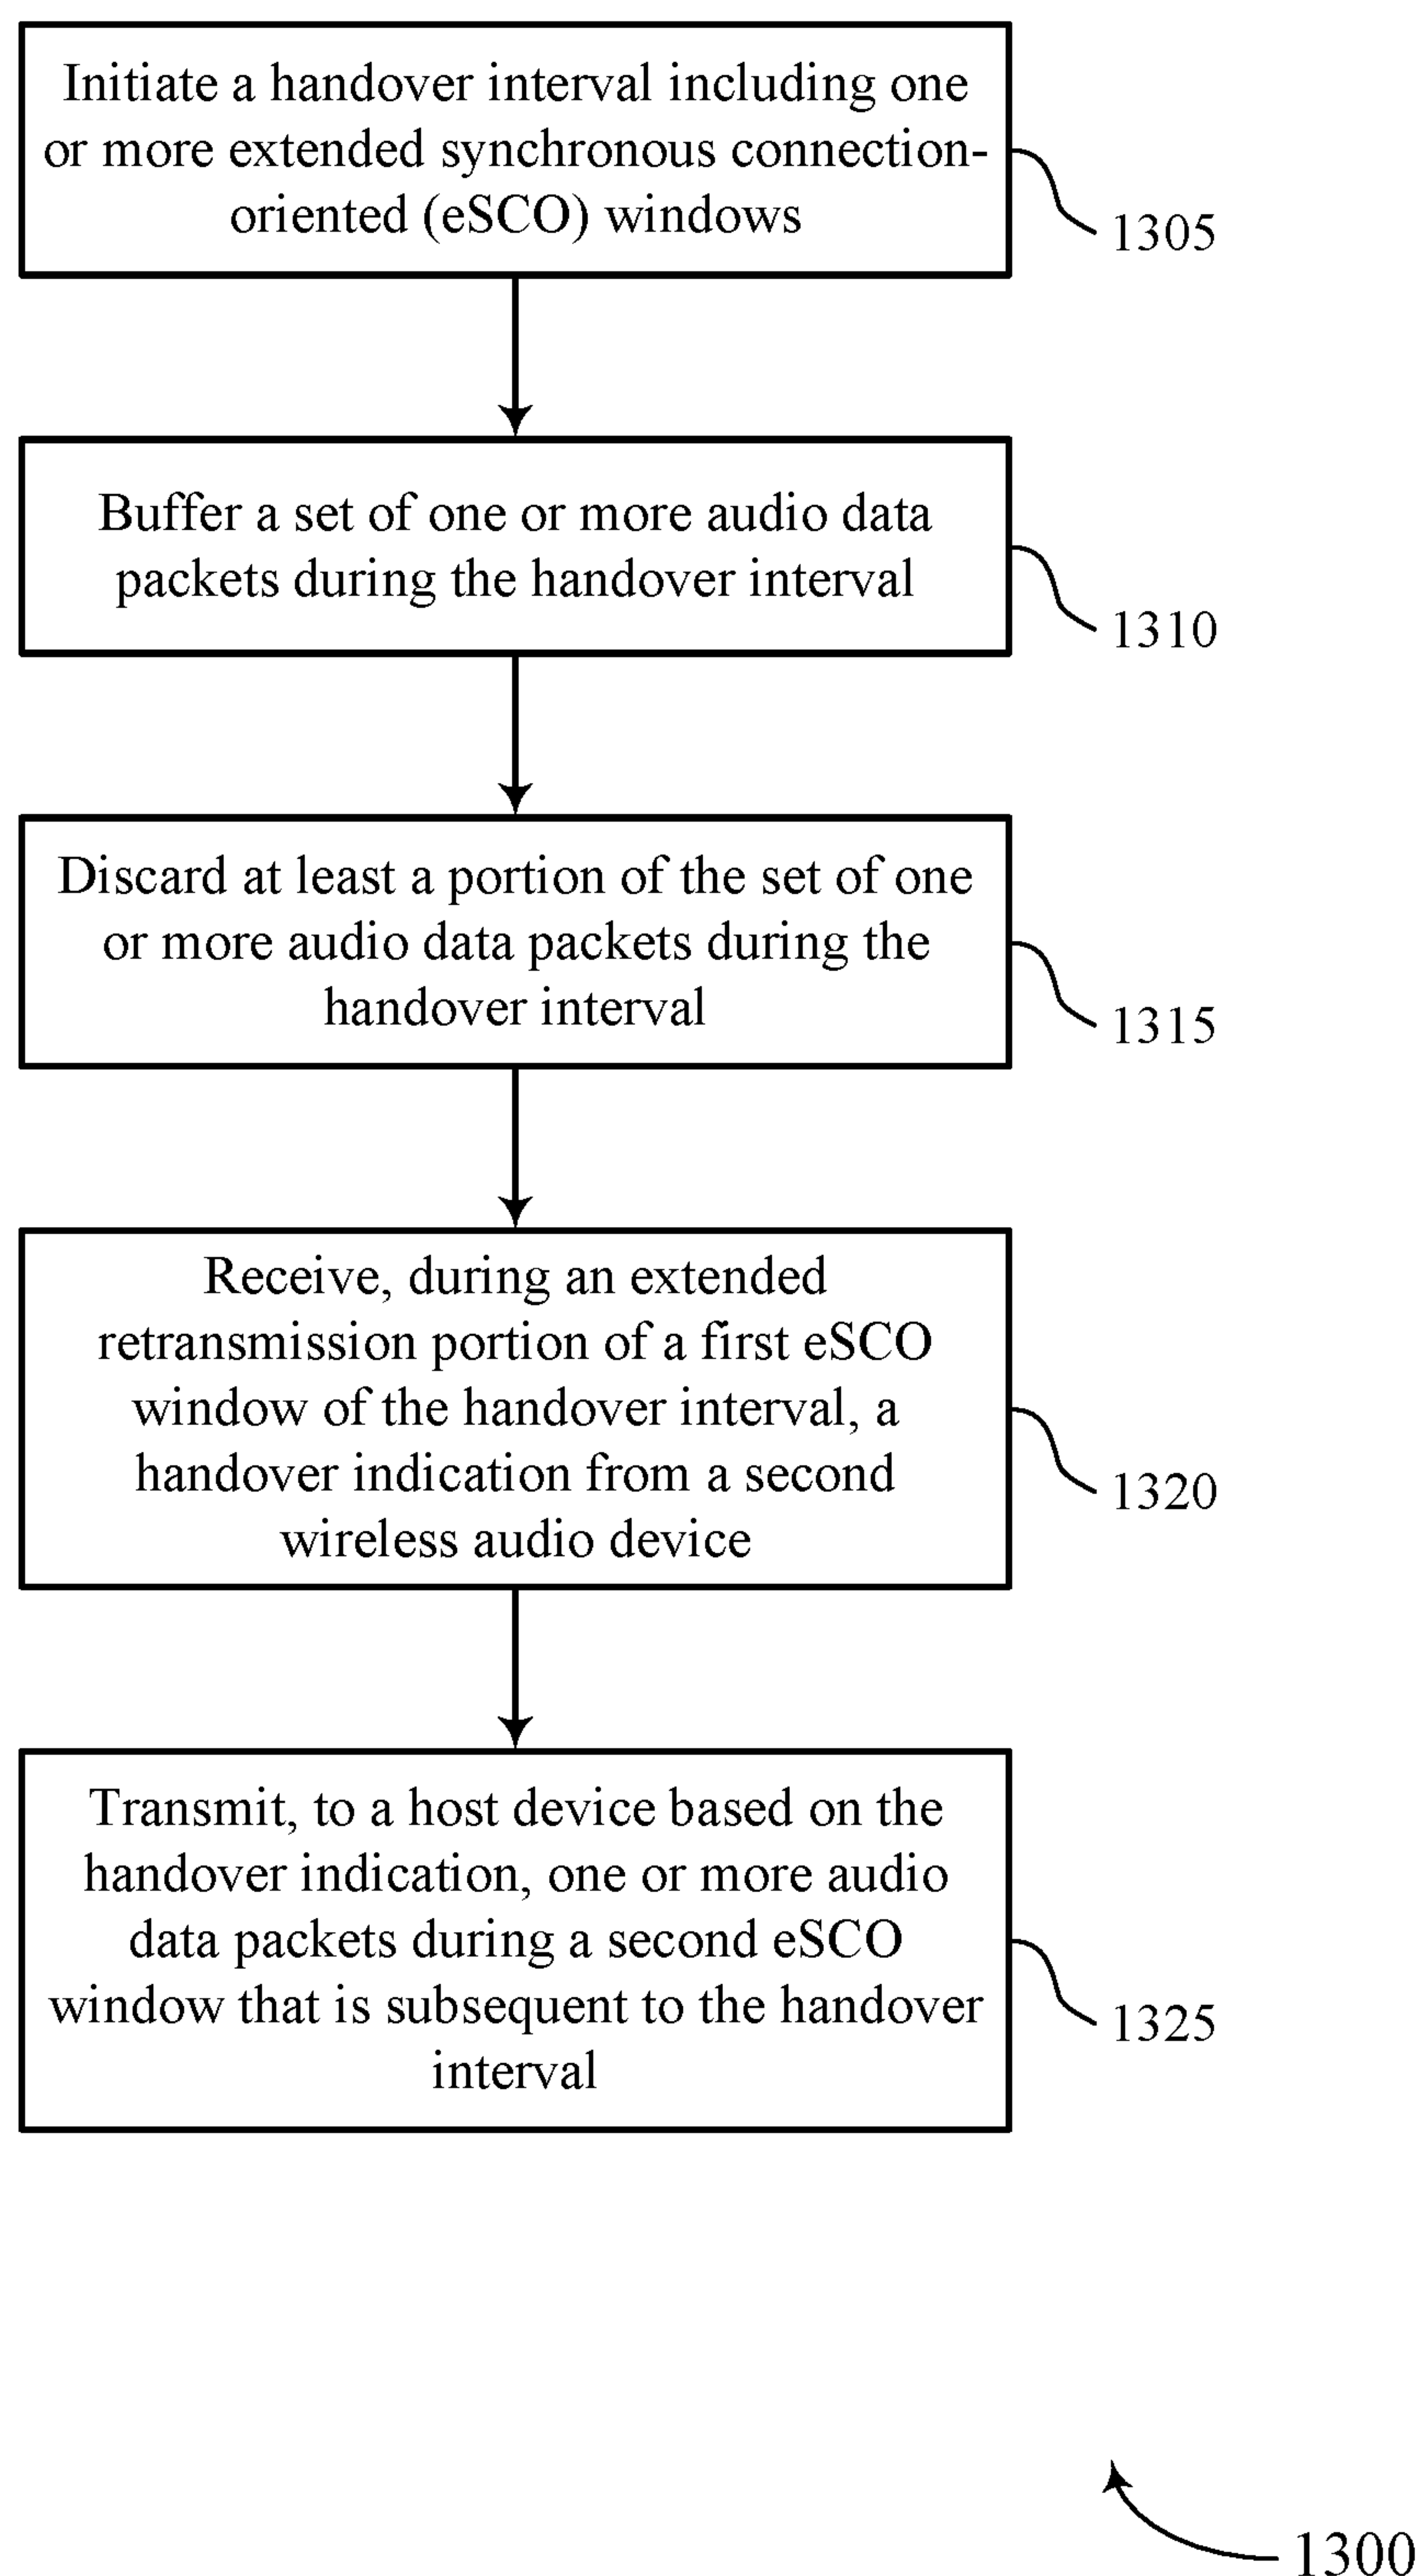 Initiate a handover interval including one
or more extended synchronous connection-
oriented (eSCO) windows
1305
Buffer a set of one or more audio data
packets during the handover interval
1310
Discard at least a portion of the set of one
or more audio data packets during the
handover interval
1315
Receive, during an extended
retransmission portion of a first eSCO
window of the handover interval, a
handover indication from a second
wireless audio device
1320
Transmit, to a host device based on the
handover indication, one or more audio
data packets during a second eSCO
window that is subsequent to the handover
interval
1325
1300